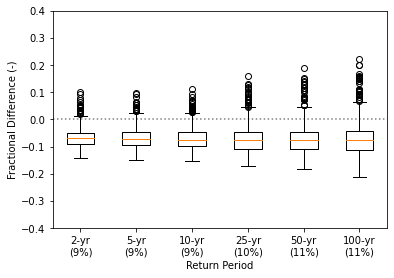 0.4
0.3
0.2
0.1
0.0
−0.1
−0.2
−0.3
−0.4
Fractional Difference (-)
2-yr 5-yr 10-yr 25-yr 50-yr 100-yr
(9%) (9%) (9%) (10%) (11%) (11%)
Return Period